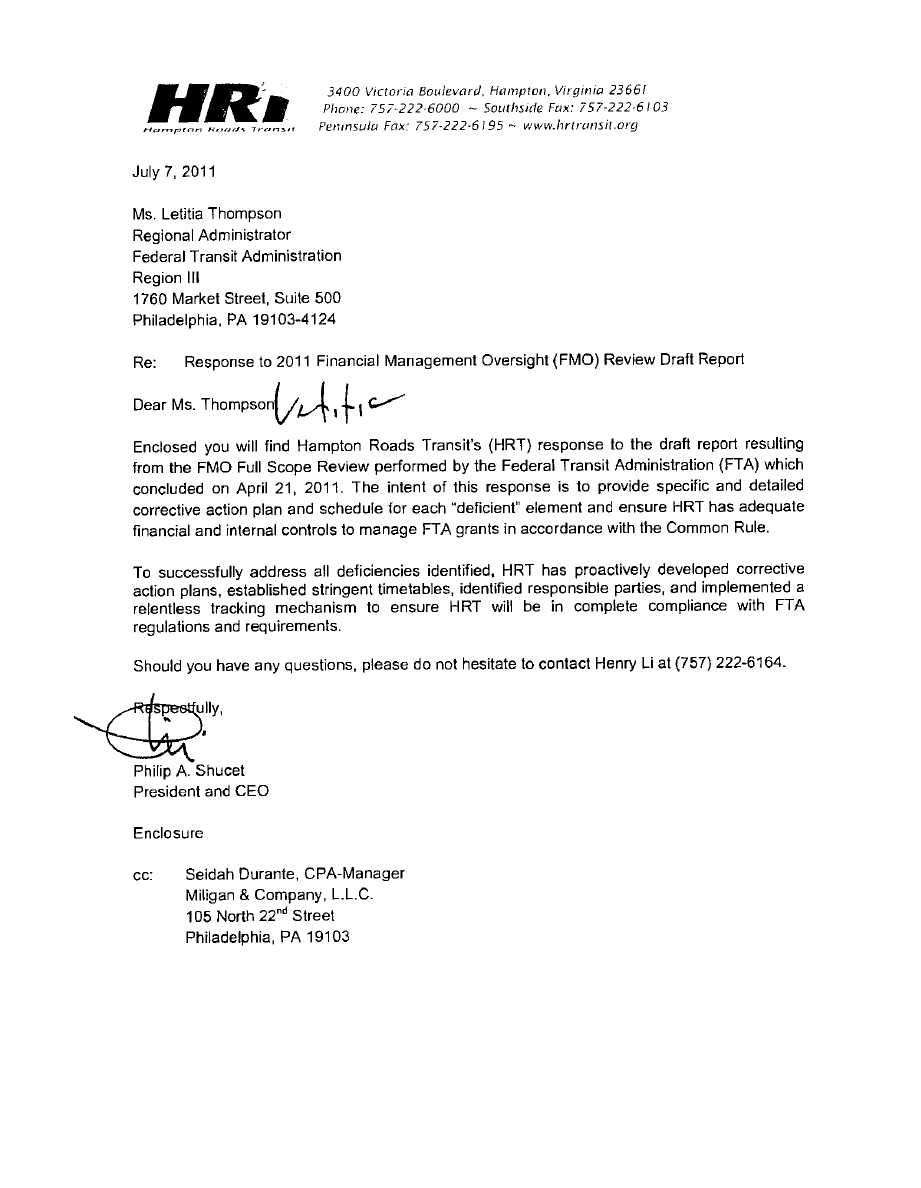 HRT
Hampton Roads Transit
3400 Victoria Boulevard, Hampton, Virginia 23661
Phone: 757-222-6000 ~ Southside Fax: 757-222-6103
Peninsula Fax: 757-222-6195 ~ www.hrtransit.org
July 7, 2011
Ms. Letitia Thompson
Regional Administrator
Federal Transit Administration
Region III
1760 Market Street, Suite 500
Philadelphia, PA 19103-4124
Re: Response to 2011 Financial Management Oversight (FMO) Review Draft Report
Dear Ms. Thompson Letitia
Enclosed you will find Hampton Roads Transit's (HRT) response to the draft report resulting
from the FMO Full Scope Review performed by the Federal Transit Administration (FTA) which
concluded on April 21, 2011. The intent of this response is to provide specific and detailed
corrective action plan and schedule for each "deficient" element and ensure HRT has adequate
financial and internal controls to manage FTA grants in accordance with the Common Rule.
To successfully address all deficiencies identified, HRT has proactively developed corrective
action plans, established stringent timetables, identified responsible parties, and implemented a
relentless tracking mechanism to ensure HRT will be in complete compliance with FTA
regulations and requirements.
Should you have any questions, please do not hesitate to contact Henry Li at (757) 222-6164.
Respectfully,
Philip A. Shucet
President and CEO
Enclosure
cc: Seidah Durante, CPA-Manager
Miligan & Company, L.L.C.
105 North 22nd Street
Philadelphia, PA 19103